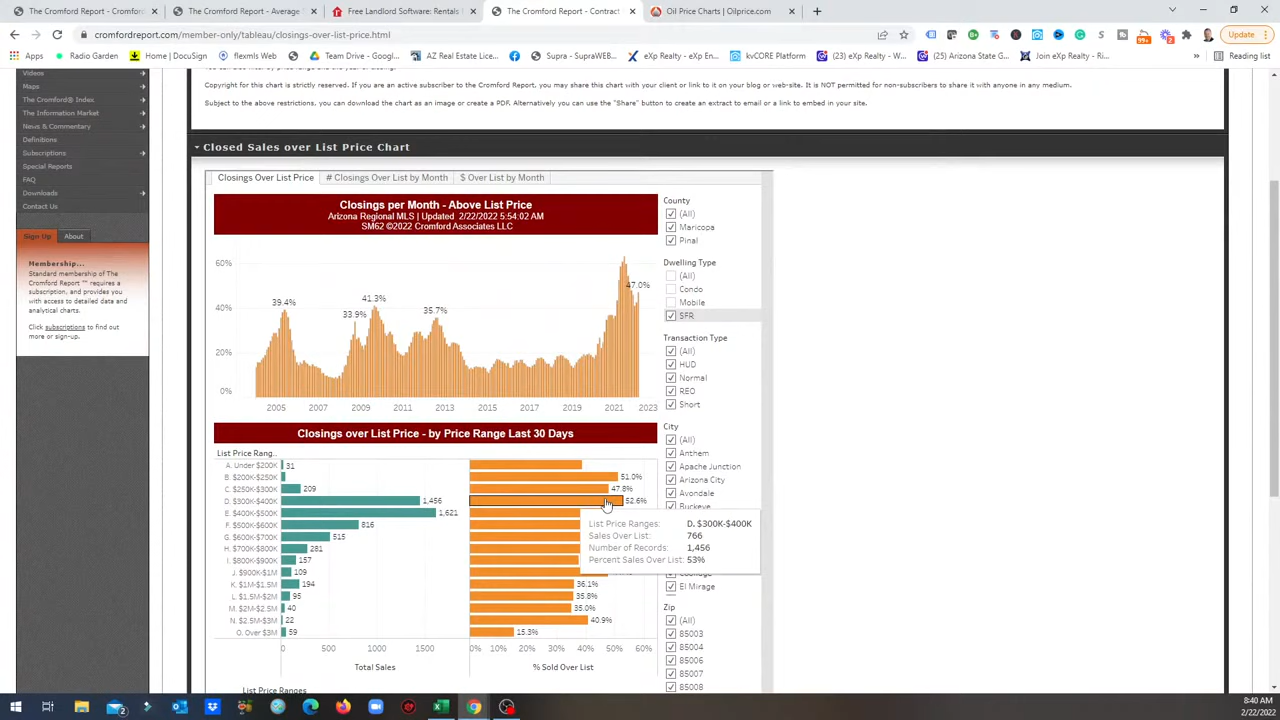 The Cromford Report - Cromfor
The Cromford Report - Average
Free Landlord Software: Rentals
The Cromford Report - Contract
Oil Price Charts | Oilprice.com
cromfordreport.com/member-only/tableau/closings-over-list-price.html
Update
Apps
Radio Garden
Home | DocuSign
flexmls Web
Team Drive - Googl...
AZ Real Estate Lice...
Supra - SupraWEB...
eXp Realty - eXp En...
kvCORE Platform
(23) eXp Realty - W...
(25) Arizona State G...
Join eXp Realty - Ri...
Reading list
Videos
Maps
The Cromford® Index
The Information Market
News & Commentary
Definitions
Subscriptions
Special Reports
FAQ
Downloads
Contact Us
Sign Up
About
Membership...
Standard membership of The
Cromford Report ™ requires a
subscription, and provides you
with access to detailed data and
analytical charts.
Click subscriptions to find out
more or sign-up.
Copyright for this chart is strictly reserved. If you are an active subscriber to the Cromford Report, you may share this chart with your client or link to it on your blog or web-site. It is NOT permitted for non-subscribers to share it with anyone in any media.
Subject to the above restrictions, you can download the chart as an image or create a PDF. Alternatively you can use the "Share" button to create an extract to email or a link to embed in your site.
Closed Sales over List Price Chart
Closings Over List Price
# Closings Over List by Month
$ Over List by Month
Closings per Month - Above List Price
Arizona Regional MLS | Updated 2/22/2022 5:54:02 AM
SM62 ©2022 Cromford Associates LLC
60%
40%
20%
0%
39.4%
33.9%
41.3%
35.7%
47.0%
2005 2007 2009 2011 2013 2015 2017 2019 2021 2023
Closings over List Price - by Price Range Last 30 Days
List Price Rang..
A. Under $200K 31
B. $200K-$250K 51.0%
C. $250K-$300K 209 47.8%
D. $300K-$400K 1,456 52.6%
E. $400K-$500K 1,621
F. $500K-$600K 816
G. $600K-$700K 515
H. $700K-$800K 281
I. $800K-$900K 157
J. $900K-$1M 109
K. $1M-$1.5M 194 36.1%
L. $1.5M-$2M 95 35.8%
M. $2M-$2.5M 40 35.0%
N. $2.5M-$3M 22 40.9%
O. Over $3M 59 15.3%
0 500 1000 1500
0% 10% 20% 30% 40% 50% 60%
Total Sales
% Sold Over List
List Price Ranges
List Price Ranges: D. $300K-$400K
Sales Over List: 766
Number of Records: 1,456
Percent Sales Over List: 53%
County
(All)
Maricopa
Pinal
Dwelling Type
(All)
Condo
Mobile
SFR
Transaction Type
(All)
HUD
Normal
REO
Short
City
(All)
Anthem
Apache Junction
Arizona City
Avondale
Buckeye
El Mirage
Zip
(All)
85003
85004
85006
85007
85008
8:40 AM
2/22/2022